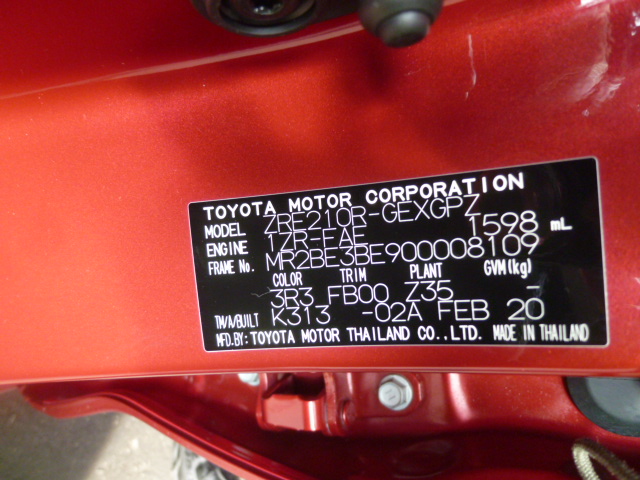 TOYOTA MOTOR CORPORATION
MODEL ZRE210R-GEXGPZ
ENGINE 1ZR-FAE 1598 mL
FRAME No. MR2BE3BE900008109
COLOR TRIM PLANT GVM(kg)
3R3 FB00 Z35 -
T/W/A/BUILT K313 -02A FEB 20
MFD.BY: TOYOTA MOTOR THAILAND CO.,LTD. MADE IN THAILAND